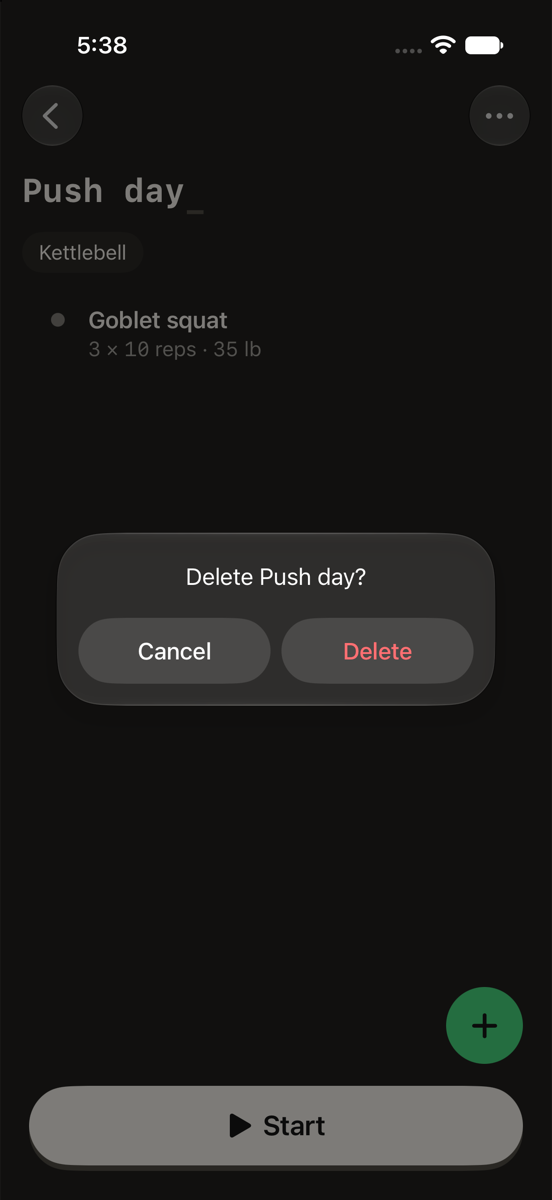 5:38
Push day_
Kettlebell
Goblet squat
3 × 10 reps · 35 lb
Delete Push day?
Cancel
Delete
Start